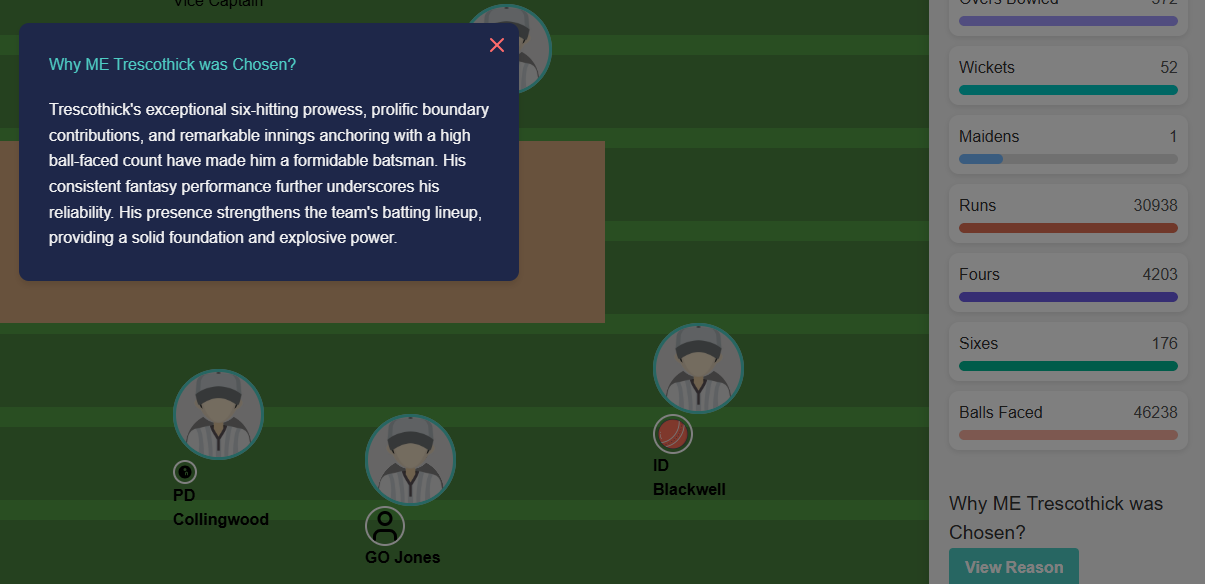 Vice Captain
Why ME Trescothick was Chosen?
Trescothick's exceptional six-hitting prowess, prolific boundary
contributions, and remarkable innings anchoring with a high
ball-faced count have made him a formidable batsman. His
consistent fantasy performance further underscores his
reliability. His presence strengthens the team's batting lineup,
providing a solid foundation and explosive power.
PD
Collingwood
GO Jones
ID
Blackwell
Overs Bowled 572
Wickets 52
Maidens 1
Runs 30938
Fours 4203
Sixes 176
Balls Faced 46238
Why ME Trescothick was
Chosen?
View Reason